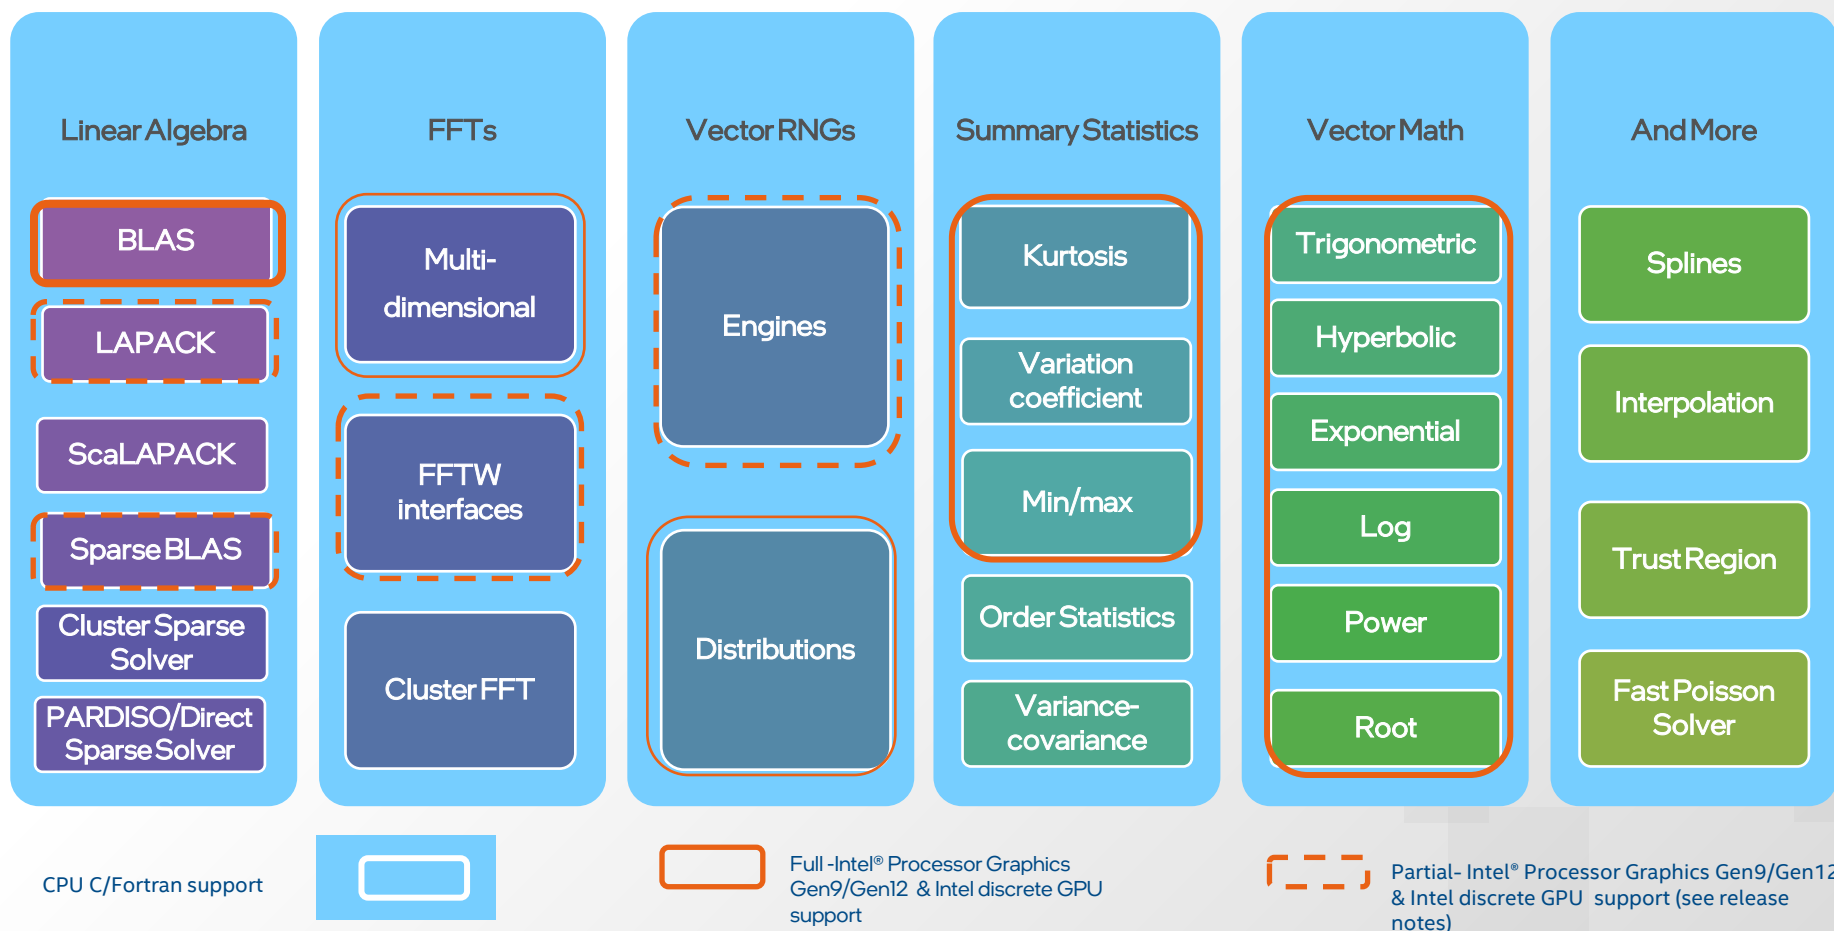 Linear Algebra
BLAS
LAPACK
ScaLAPACK
Sparse BLAS
Cluster Sparse
Solver
PARDISO/Direct
Sparse Solver
FFTs
Multi-
dimensional
FFTW
interfaces
Cluster FFT
Vector RNGs
Engines
Distributions
Summary Statistics
Kurtosis
Variation
coefficient
Min/max
Order Statistics
Variance-
covariance
Vector Math
Trigonometric
Hyperbolic
Exponential
Log
Power
Root
And More
Splines
Interpolation
Trust Region
Fast Poisson
Solver
CPU C/Fortran support
Full -Intel® Processor Graphics
Gen9/Gen12 & Intel discrete GPU
support
Partial- Intel® Processor Graphics Gen9/Gen12
& Intel discrete GPU support (see release
notes)